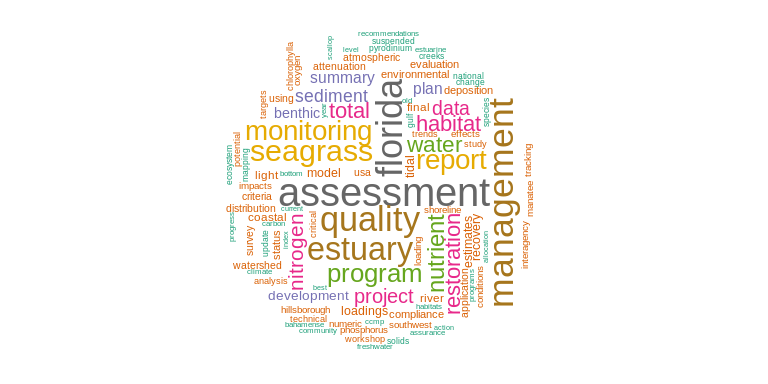 recommendations
suspended
level
pyrodinium
estuarine
scallop
creeks
atmospheric
chlorophylla
oxygen
attenuation
evaluation
summary
environmental
national
change
sediment
florida
plan
deposition
targets
using
year
total
old
final
data
species
benthic
gulf
habitat
management
monitoring
trends
effects
potential
seagrass
water
study
ecosystem
mapping
tidal
report
tracking
light
bottom
model
usa
impacts
assessment
manatee
criteria
distribution
current
quality
shoreline
coastal
progress
carbon
critical
nitrogen
nutrient
restoration
recovery
survey
update
status
index
estuary
loading
estimates
allocation
interagency
watershed
climate
program
application
programs
conditions
analysis
best
development
project
river
habitats
hillsborough
loadings
compliance
technical
bahamense
numeric
ccmp
southwest
action
community
phosphorus
assurance
workshop
solids
freshwater